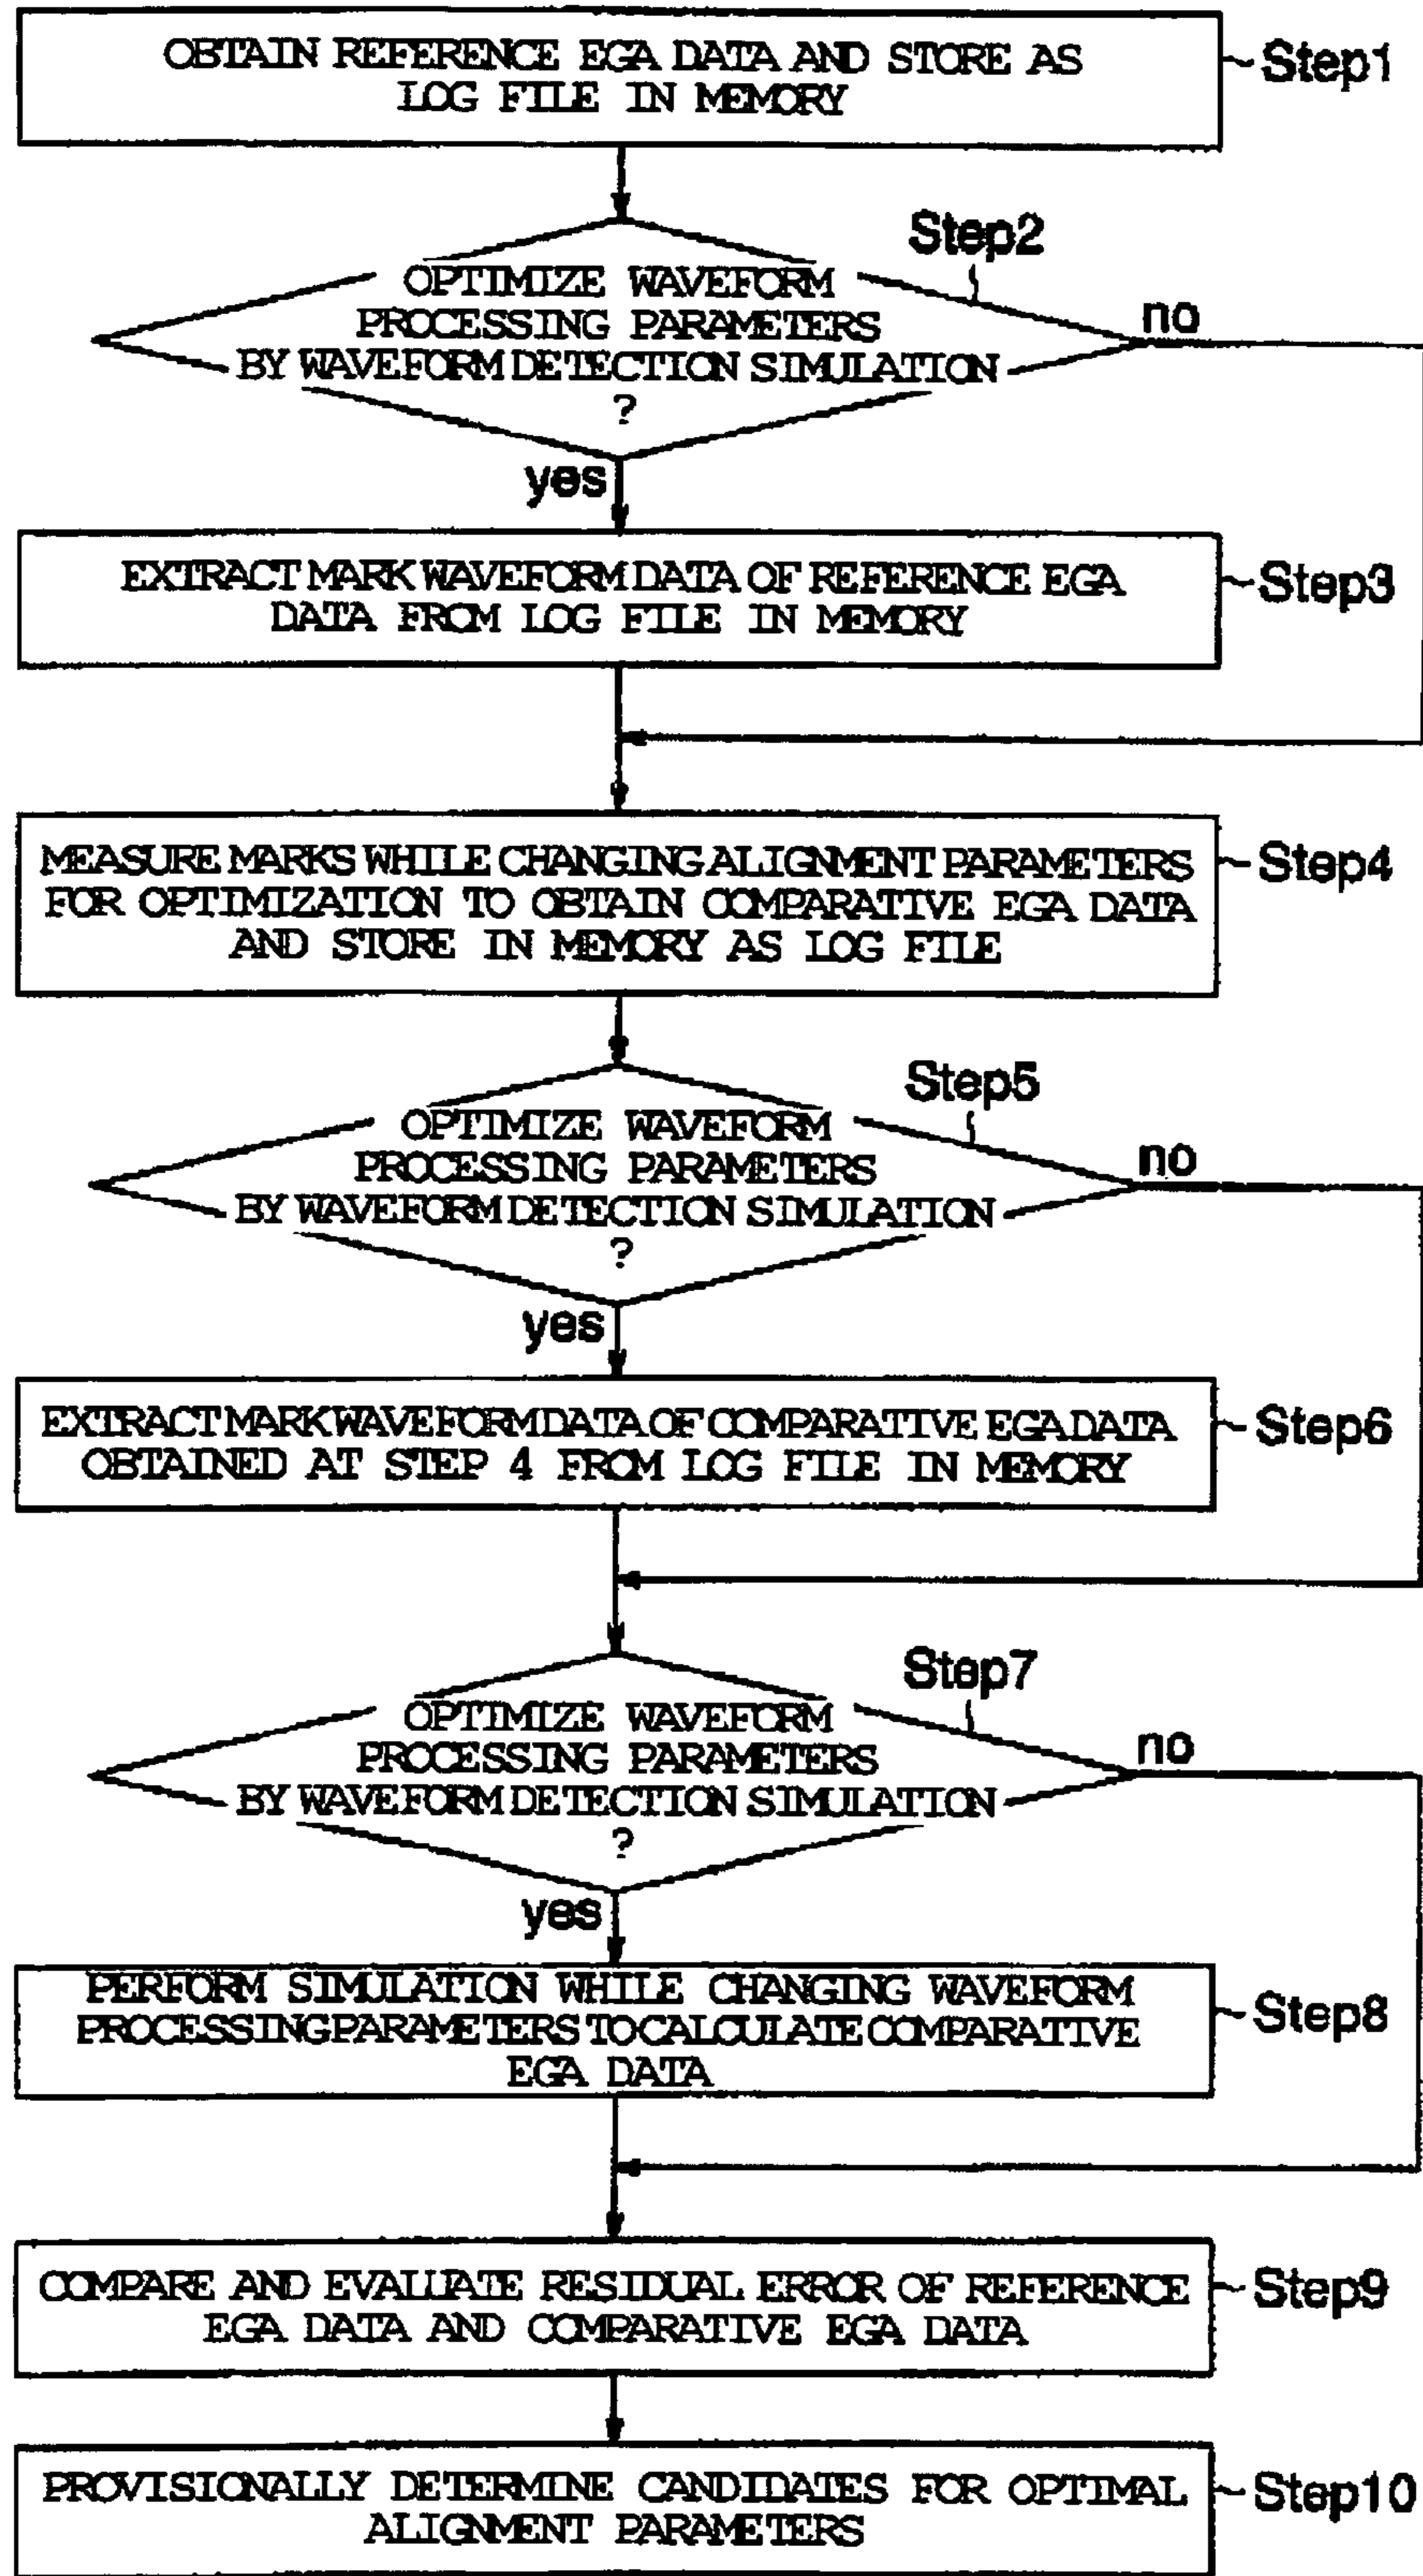 OBTAIN REFERENCE EGA DATA AND STORE AS
LOG FILE IN MEMORY
Step1
Step2
OPTIMIZE WAVEFORM
PROCESSING PARAMETERS
BY WAVEFORM DETECTION SIMULATION
?
no
yes
EXTRACT MARK WAVEFORM DATA OF REFERENCE EGA
DATA FROM LOG FILE IN MEMORY
Step3
MEASURE MARKS WHILE CHANGING ALIGNMENT PARAMETERS
FOR OPTIMIZATION TO OBTAIN COMPARATIVE EGA DATA
AND STORE IN MEMORY AS LOG FILE
Step4
Step5
OPTIMIZE WAVEFORM
PROCESSING PARAMETERS
BY WAVEFORM DETECTION SIMULATION
?
no
yes
EXTRACT MARK WAVEFORM DATA OF COMPARATIVE EGA DATA
OBTAINED AT STEP 4 FROM LOG FILE IN MEMORY
Step6
Step7
OPTIMIZE WAVEFORM
PROCESSING PARAMETERS
BY WAVEFORM DETECTION SIMULATION
?
no
yes
PERFORM SIMULATION WHILE CHANGING WAVEFORM
PROCESSING PARAMETERS TO CALCULATE COMPARATIVE
EGA DATA
Step8
COMPARE AND EVALUATE RESIDUAL ERROR OF REFERENCE
EGA DATA AND COMPARATIVE EGA DATA
Step9
PROVISIONALLY DETERMINE CANDIDATES FOR OPTIMAL
ALIGNMENT PARAMETERS
Step10